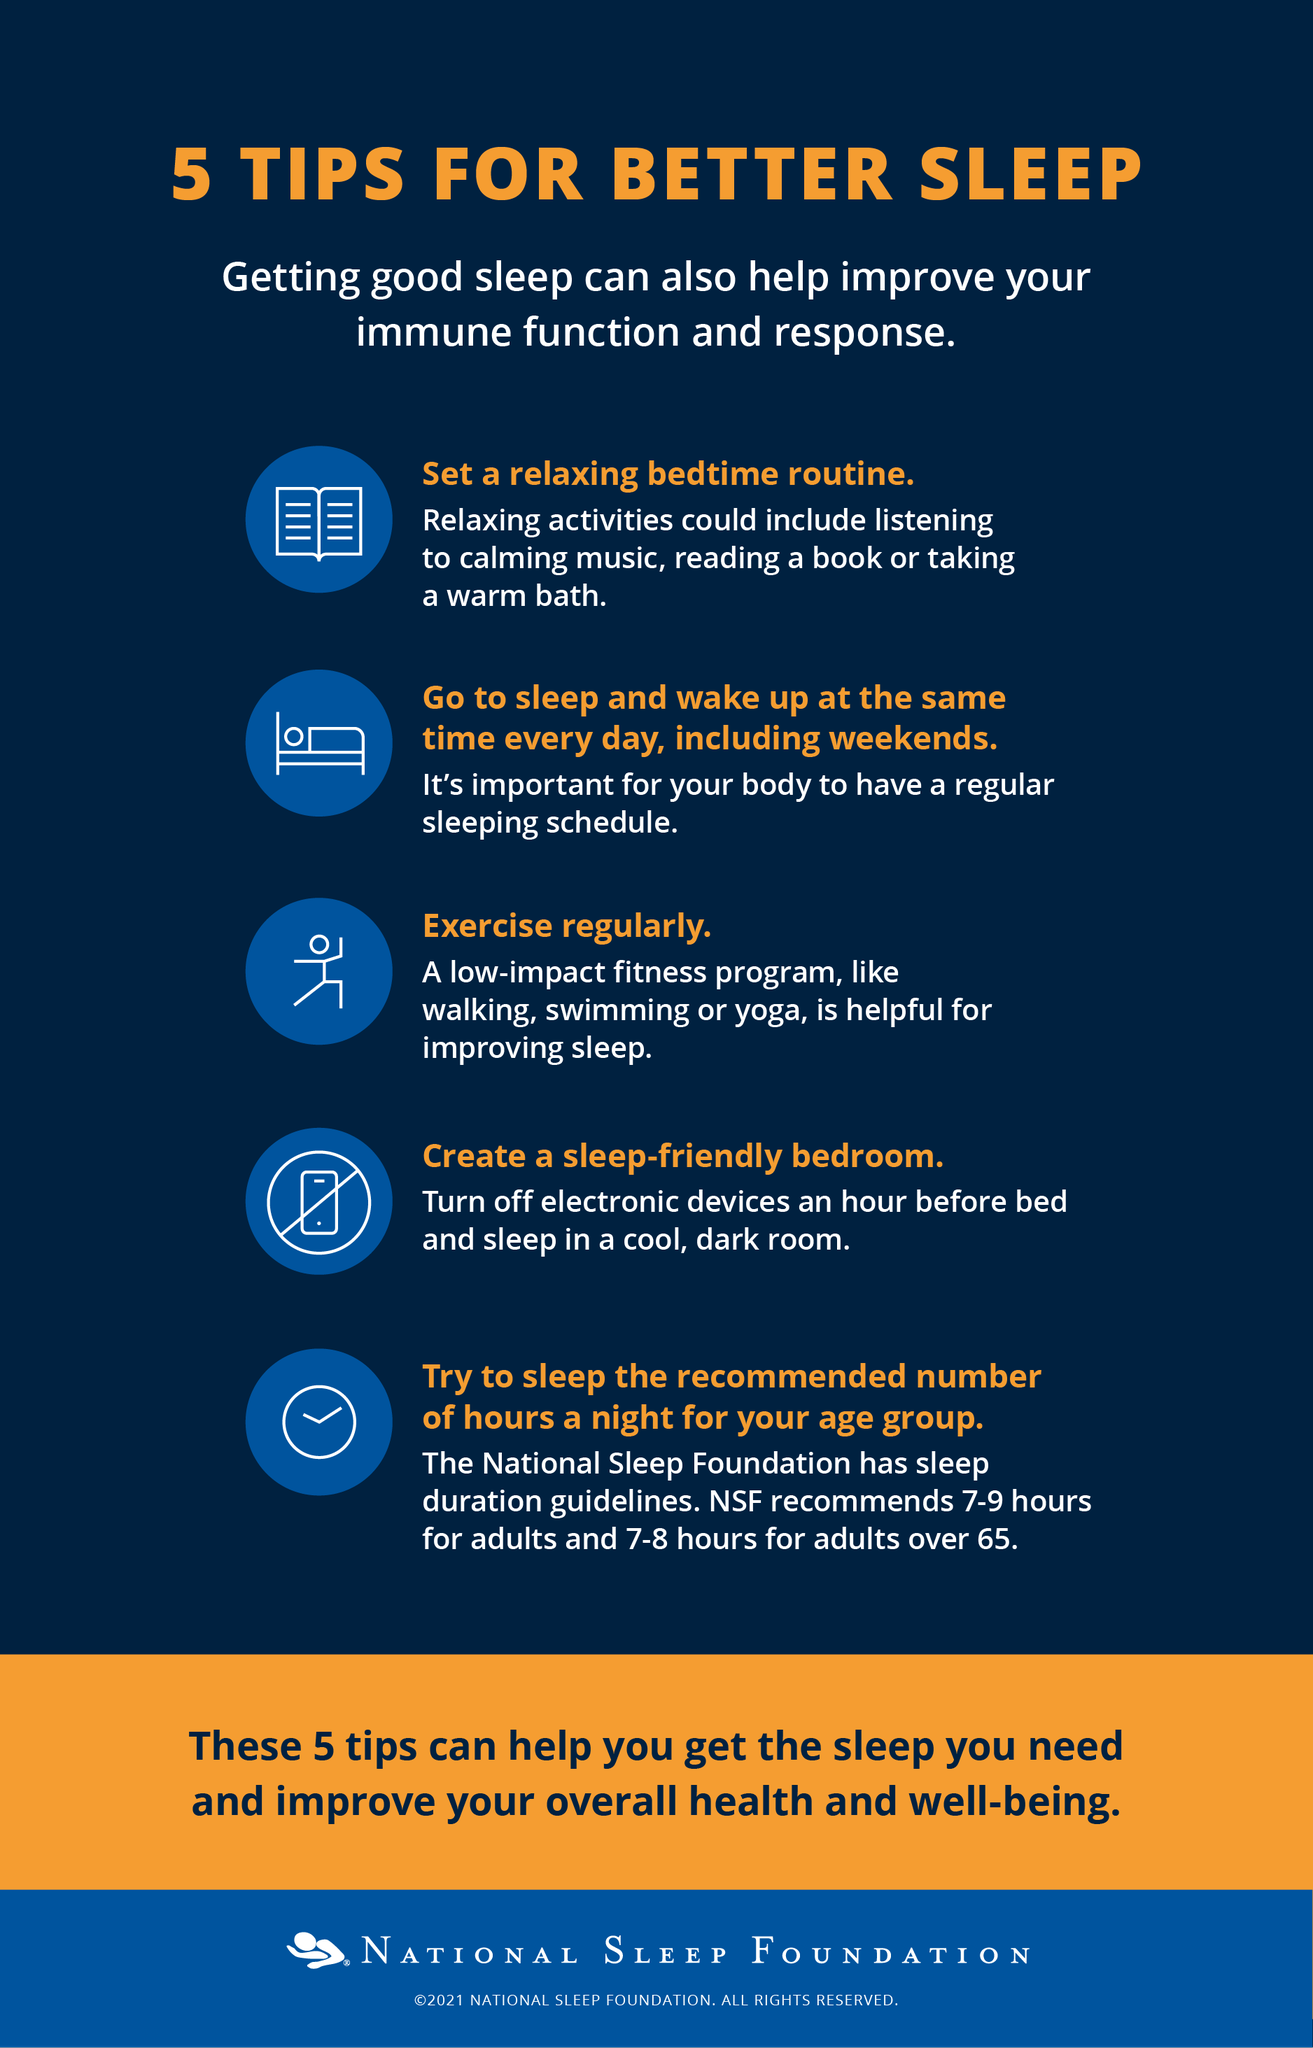 5 TIPS FOR BETTER SLEEP
Getting good sleep can also help improve your
immune function and response.
Set a relaxing bedtime routine.
Relaxing activities could include listening
to calming music, reading a book or taking
a warm bath.
Go to sleep and wake up at the same
time every day, including weekends.
It’s important for your body to have a regular
sleeping schedule.
Exercise regularly.
A low-impact fitness program, like
walking, swimming or yoga, is helpful for
improving sleep.
Create a sleep-friendly bedroom.
Turn off electronic devices an hour before bed
and sleep in a cool, dark room.
Try to sleep the recommended number
of hours a night for your age group.
The National Sleep Foundation has sleep
duration guidelines. NSF recommends 7-9 hours
for adults and 7-8 hours for adults over 65.
These 5 tips can help you get the sleep you need
and improve your overall health and well-being.
® NATIONAL SLEEP FOUNDATION
©2021 NATIONAL SLEEP FOUNDATION. ALL RIGHTS RESERVED.